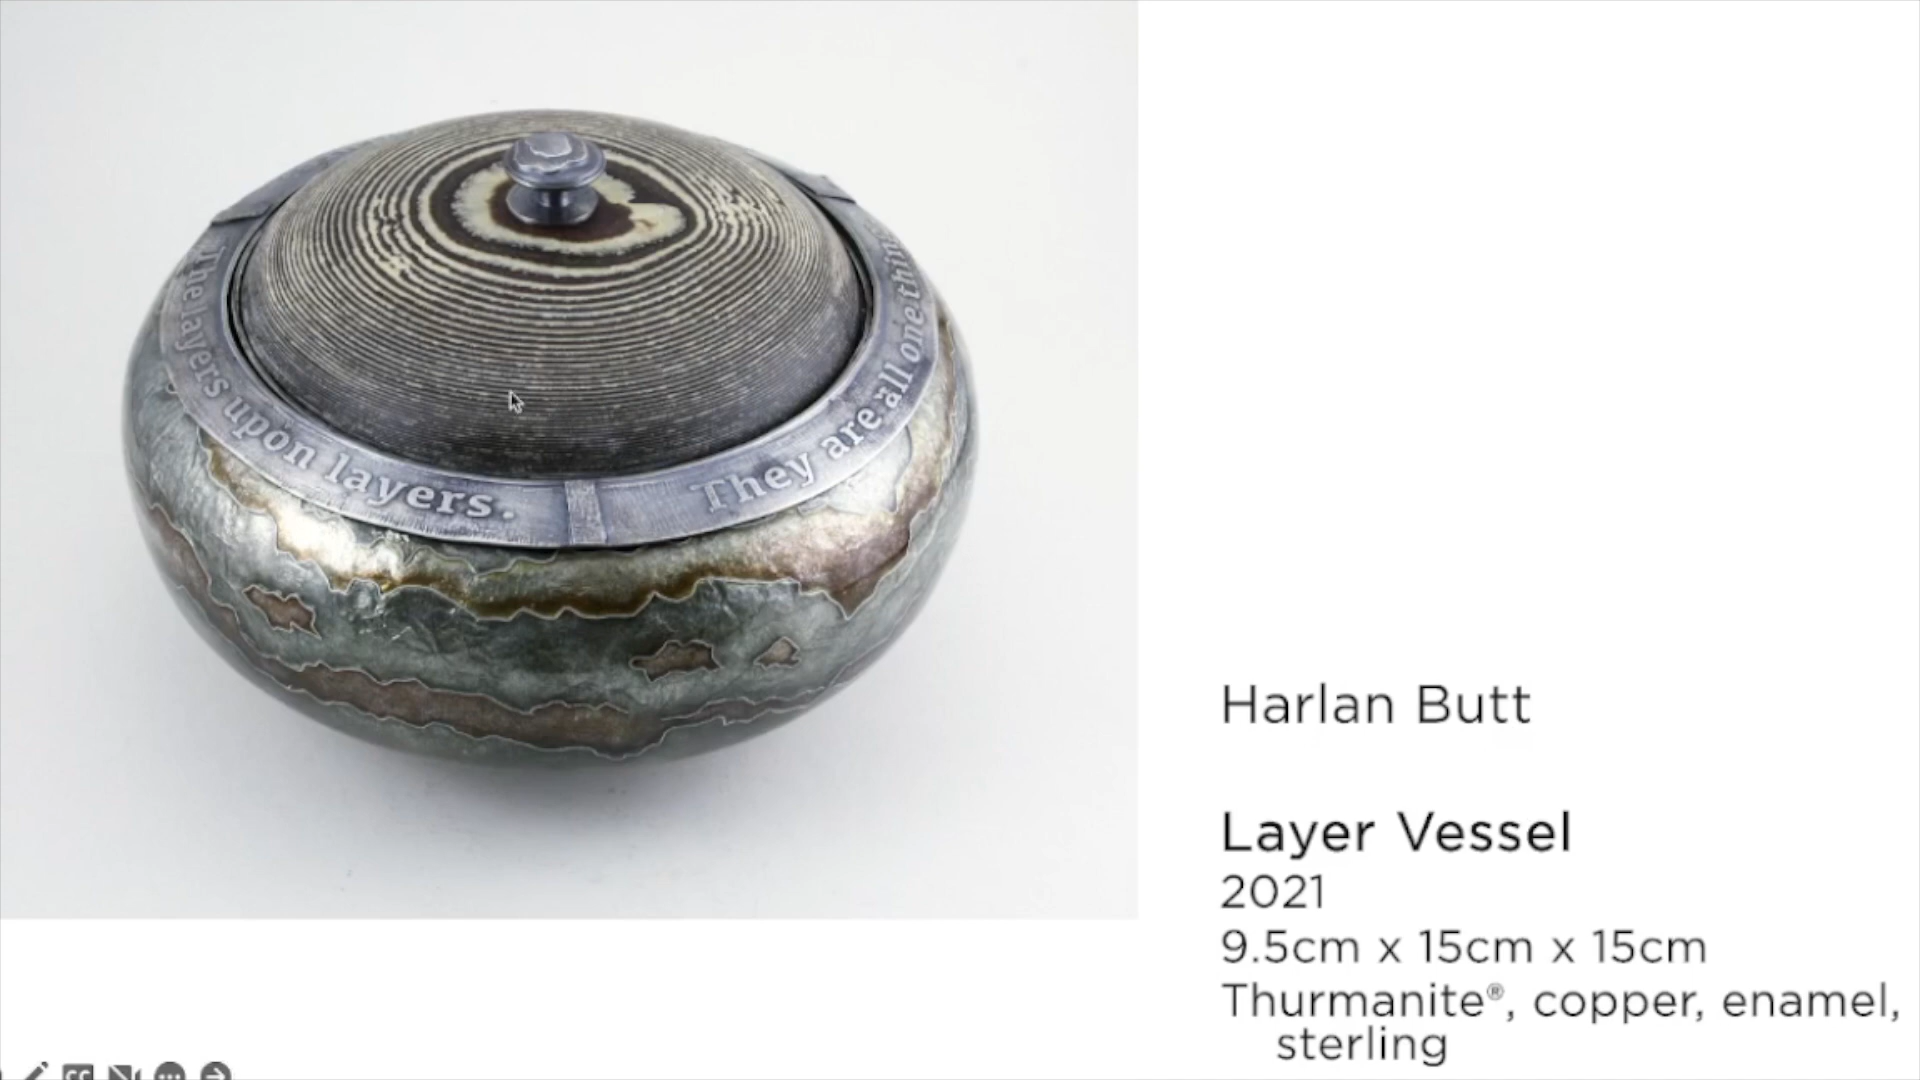 The layers upon layers.
They are all one thing
Harlan Butt
Layer Vessel
2021
9.5cm x 15cm x 15cm
Thurmanite®, copper, enamel,
sterling
CC